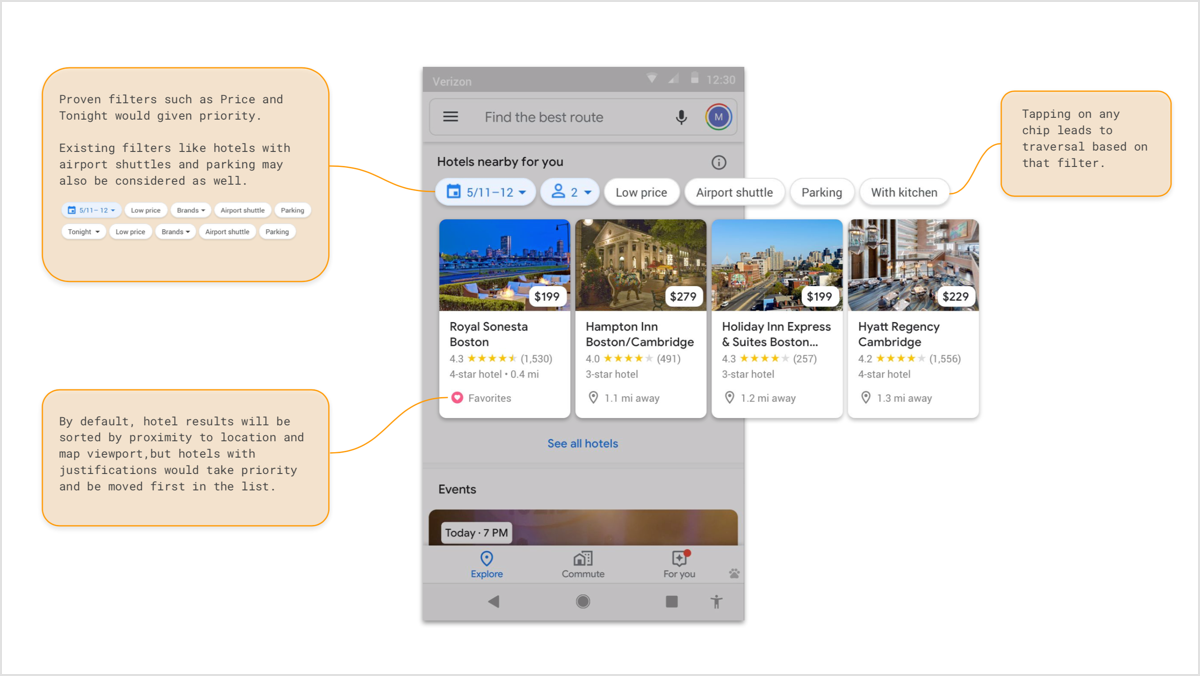 Proven filters such as Price and
Tonight would given priority.
Existing filters like hotels with
airport shuttles and parking may
also be considered as well.
5/11– 12 Low price Brands Airport shuttle Parking
Tonight Low price Brands Airport shuttle Parking
By default, hotel results will be
sorted by proximity to location and
map viewport,but hotels with
justifications would take priority
and be moved first in the list.
Verizon 12:30
Find the best route M
Hotels nearby for you
5/11–12 2 Low price Airport shuttle Parking With kitchen
$199 $279 $199 $229
Royal Sonesta
Boston
4.3 (1,530)
4-star hotel • 0.4 mi
Favorites
Hampton Inn
Boston/Cambridge
4.0 (491)
3-star hotel
1.1 mi away
Holiday Inn Express
& Suites Boston...
4.3 (257)
3-star hotel
1.2 mi away
Hyatt Regency
Cambridge
4.2 (1,556)
4-star hotel
1.3 mi away
See all hotels
Events
Today · 7 PM
Explore Commute For you
Tapping on any
chip leads to
traversal based on
that filter.